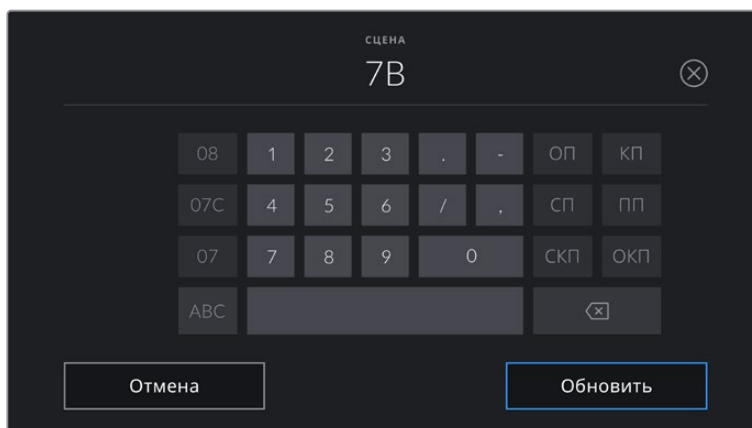 СЦЕНА
7B
08 1 2 3 . - ОП КП
07C 4 5 6 / , СП ПП
07 7 8 9 0 СКП ОКП
ABC
Отмена Обновить